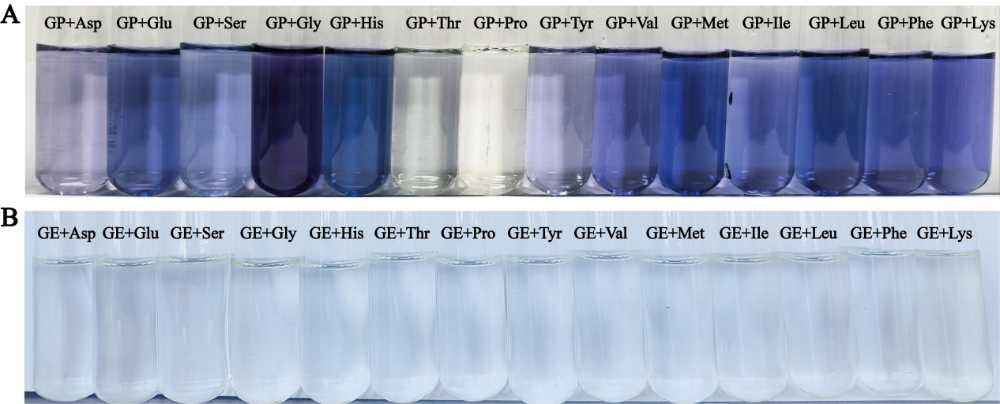 A
GP+Asp GP+Glu GP+Ser GP+Gly GP+His GP+Thr GP+Pro GP+Tyr GP+Val GP+Met GP+Ile GP+Leu GP+Phe GP+Lys
B
GE+Asp GE+Glu GE+Ser GE+Gly GE+His GE+Thr GE+Pro GE+Tyr GE+Val GE+Met GE+Ile GE+Leu GE+Phe GE+Lys